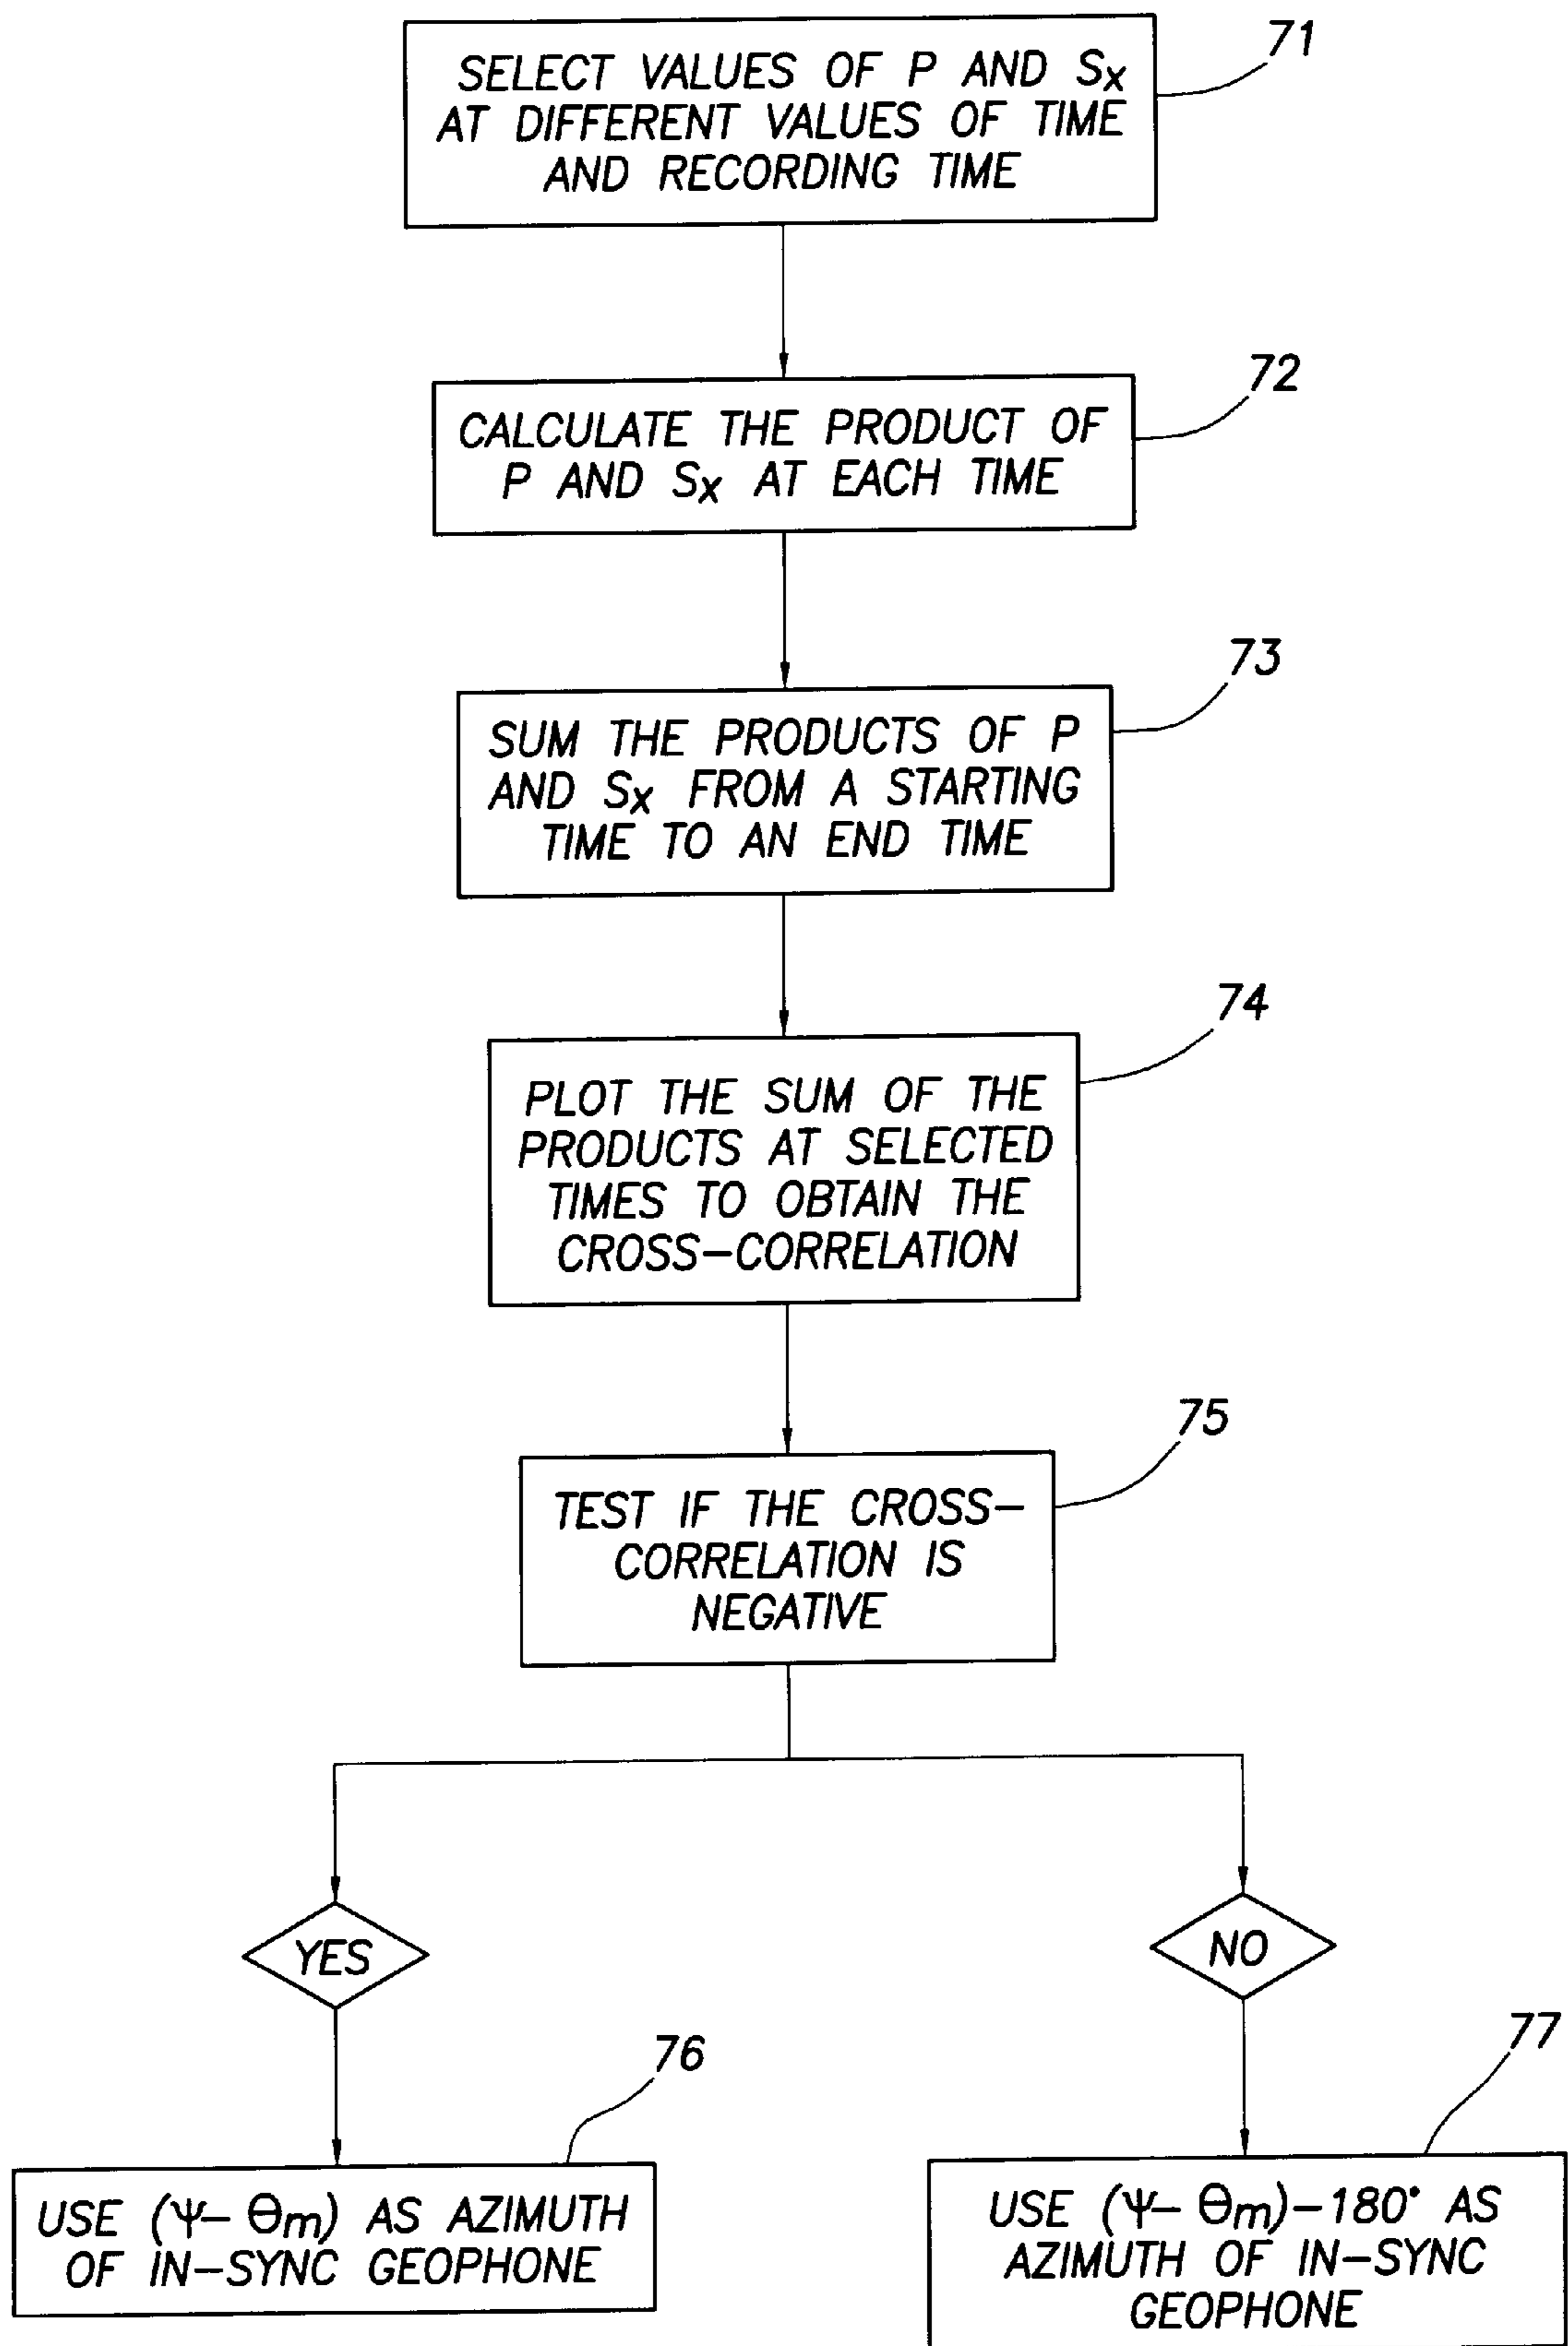 71
SELECT VALUES OF P AND Sx
AT DIFFERENT VALUES OF TIME
AND RECORDING TIME
72
CALCULATE THE PRODUCT OF
P AND Sx AT EACH TIME
73
SUM THE PRODUCTS OF P
AND Sx FROM A STARTING
TIME TO AN END TIME
74
PLOT THE SUM OF THE
PRODUCTS AT SELECTED
TIMES TO OBTAIN THE
CROSS-CORRELATION
75
TEST IF THE CROSS-
CORRELATION IS
NEGATIVE
YES
NO
76
USE (Ψ- Θm) AS AZIMUTH
OF IN-SYNC GEOPHONE
77
USE (Ψ- Θm)-180° AS
AZIMUTH OF IN-SYNC
GEOPHONE